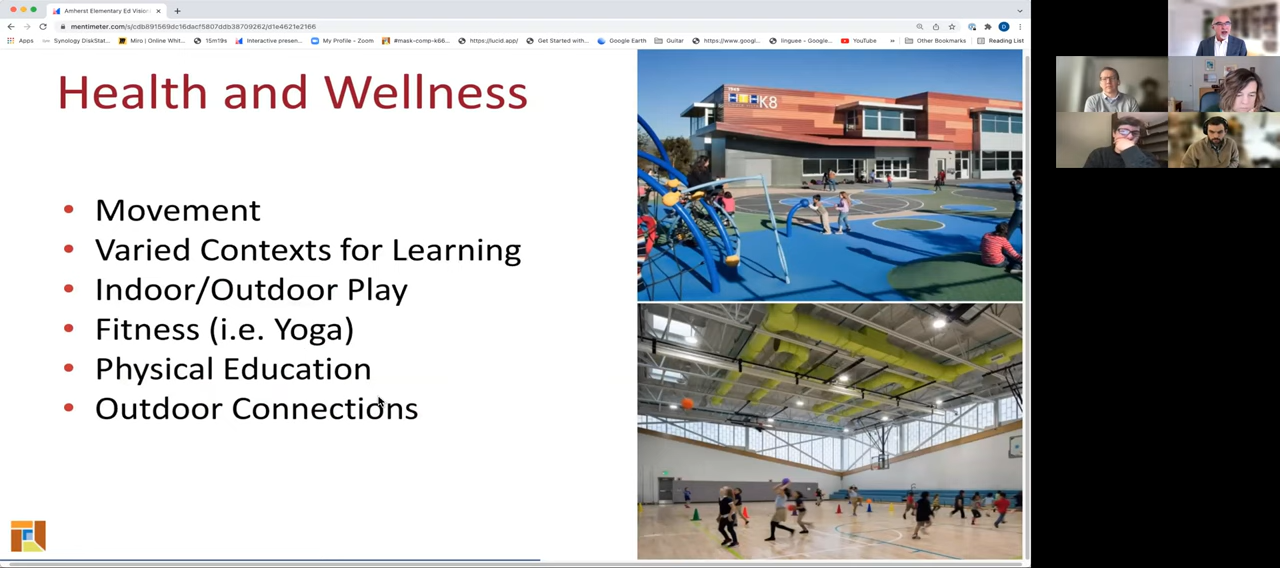 Amherst Elementary Ed Vision
mentimeter.com/s/cdb891569dc16dacf5807ddb38709262/d1e4621e2166
Apps
Synology DiskStat...
Miro | Online Whit...
15m19s
Interactive presen...
My Profile - Zoom
#mask-comp-k66...
https://lucid.app/
Get Started with...
Google Earth
Guitar
https://www.googl...
linguee – Google...
YouTube
»
Other Bookmarks
Reading List
Health and Wellness
• Movement
• Varied Contexts for Learning
• Indoor/Outdoor Play
• Fitness (i.e. Yoga)
• Physical Education
• Outdoor Connections
K8